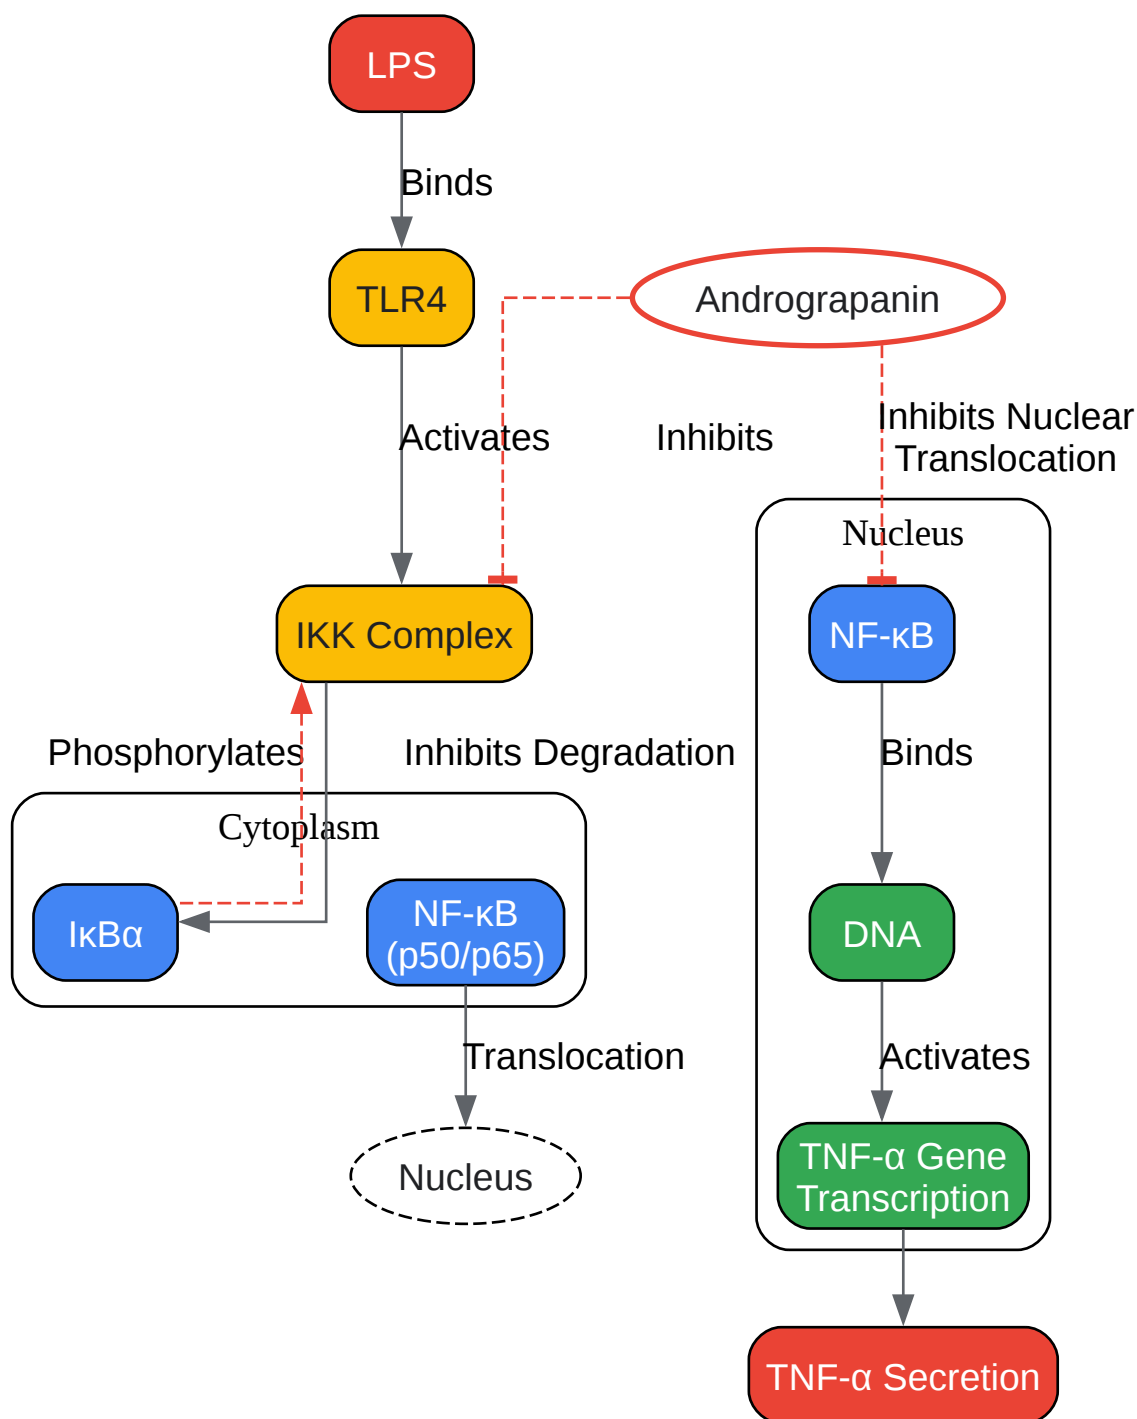 LPS
Binds
TLR4
Andrograpanin
Activates
Inhibits
Inhibits Nuclear
Translocation
Nucleus
IKK Complex
NF-κB
Phosphorylates
Inhibits Degradation
Binds
Cytoplasm
IκBα
NF-κB
(p50/p65)
DNA
Translocation
Activates
Nucleus
TNF-α Gene
Transcription
TNF-α Secretion